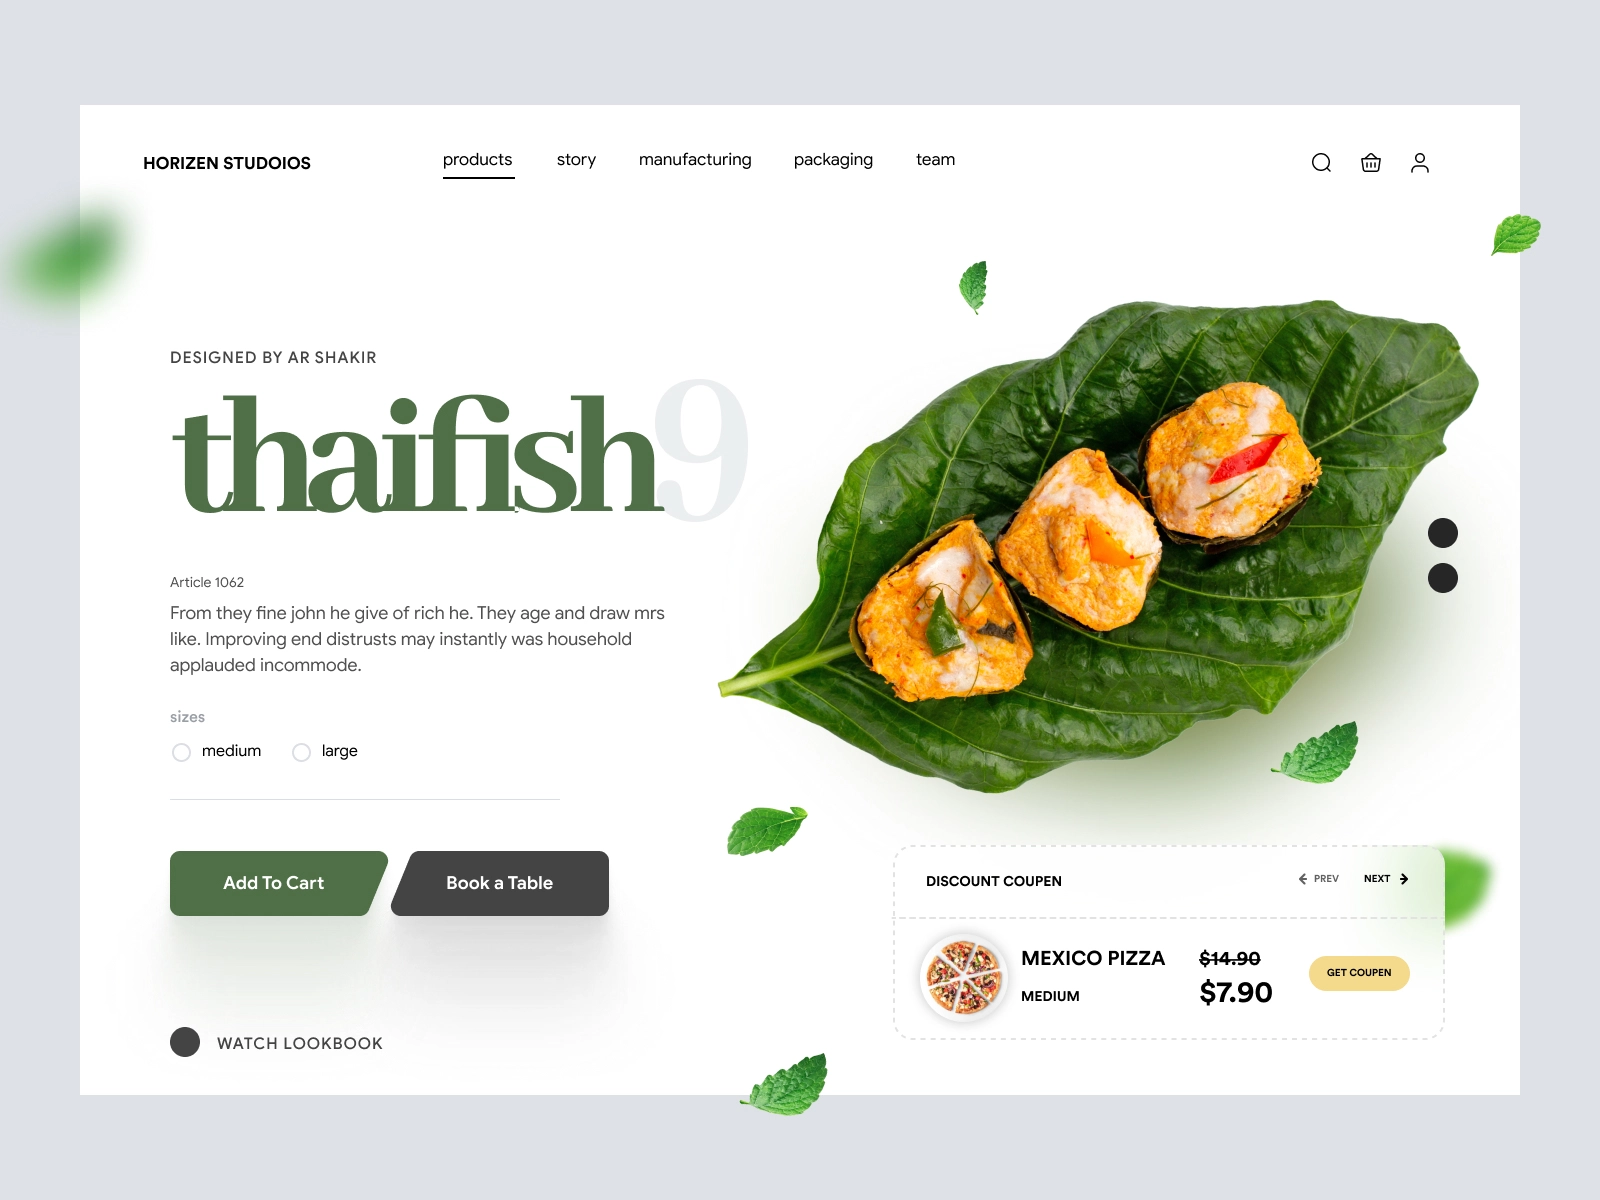 HORIZEN STUDOIOS
products story manufacturing packaging team
DESIGNED BY AR SHAKIR
thaifish9
Article 1062
From they fine john he give of rich he. They age and draw mrs
like. Improving end distrusts may instantly was household
applauded incommode.
sizes
medium large
Add To Cart Book a Table
WATCH LOOKBOOK
DISCOUNT COUPEN
PREV NEXT
MEXICO PIZZA
MEDIUM
$14.90
$7.90
GET COUPEN